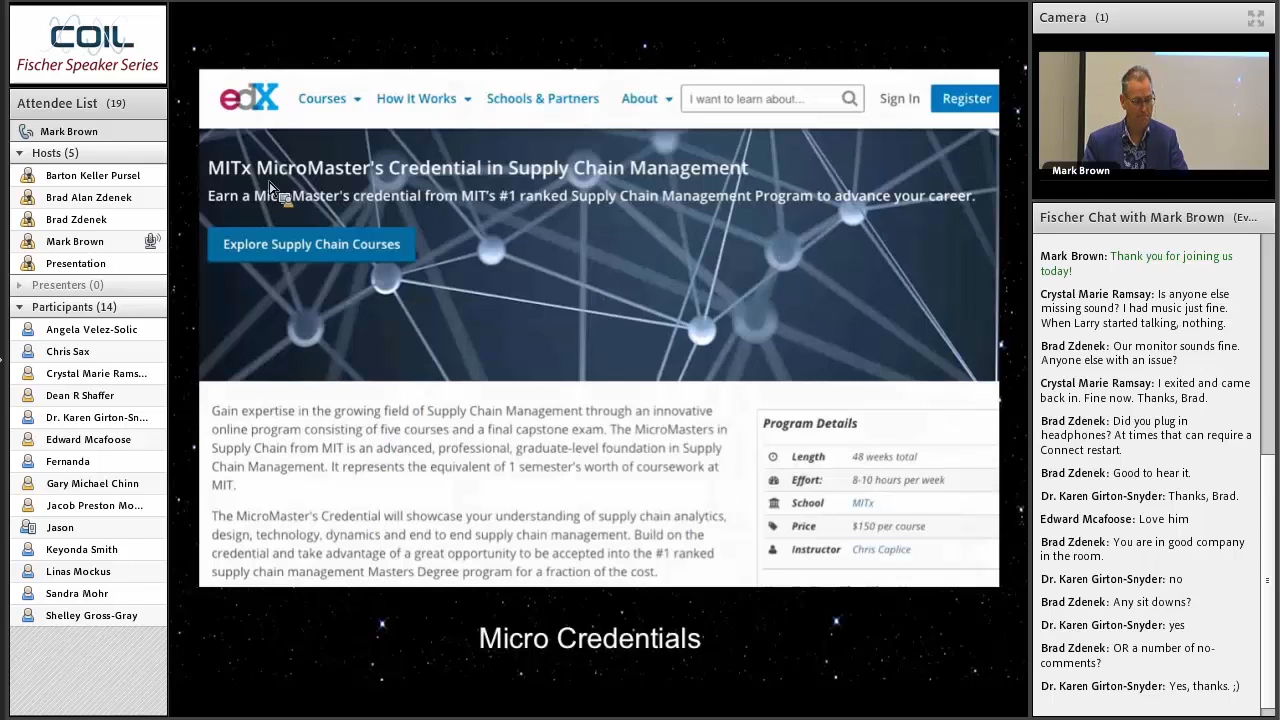 COIL
Fischer Speaker Series
Attendee List (19)
Mark Brown
Hosts (5)
Barton Keller Pursel
Brad Alan Zdenek
Brad Zdenek
Mark Brown
Presentation
Presenters (0)
Participants (14)
Angela Velez-Solic
Chris Sax
Crystal Marie Rams...
Dean R Shaffer
Dr. Karen Girton-Sn...
Edward Mcafoose
Fernanda
Gary Michael Chinn
Jacob Preston Mo...
Jason
Keyonda Smith
Linas Mockus
Sandra Mohr
Shelley Gross-Gray
edX
Courses
How It Works
Schools & Partners
About
I want to learn about...
Sign In
Register
MITx MicroMaster's Credential in Supply Chain Management
Earn a MicroMaster's credential from MIT's #1 ranked Supply Chain Management Program to advance your career.
Explore Supply Chain Courses
Gain expertise in the growing field of Supply Chain Management through an innovative
online program consisting of five courses and a final capstone exam. The MicroMasters in
Supply Chain from MIT is an advanced, professional, graduate-level foundation in Supply
Chain Management. It represents the equivalent of 1 semester's worth of coursework at
MIT.
The MicroMaster's Credential will showcase your understanding of supply chain analytics,
design, technology, dynamics and end to end supply chain management. Build on the
credential and take advantage of a great opportunity to be accepted into the #1 ranked
supply chain management Masters Degree program for a fraction of the cost.
Program Details
Length 48 weeks total
Effort: 8-10 hours per week
School MITx
Price $150 per course
Instructor Chris Caplice
Micro Credentials
Camera (1)
Mark Brown
Fischer Chat with Mark Brown (Ev...
Mark Brown: Thank you for joining us
today!
Crystal Marie Ramsay: Is anyone else
missing sound? I had music just fine.
When Larry started talking, nothing.
Brad Zdenek: Our monitor sounds fine.
Anyone else with an issue?
Crystal Marie Ramsay: I exited and came
back in. Fine now. Thanks, Brad.
Brad Zdenek: Did you plug in
headphones? At times that can require a
Connect restart.
Brad Zdenek: Good to hear it.
Dr. Karen Girton-Snyder: Thanks, Brad.
Edward Mcafoose: Love him
Brad Zdenek: You are in good company
in the room.
Dr. Karen Girton-Snyder: no
Brad Zdenek: Any sit downs?
Dr. Karen Girton-Snyder: yes
Brad Zdenek: OR a number of no-
comments?
Dr. Karen Girton-Snyder: Yes, thanks. ;)